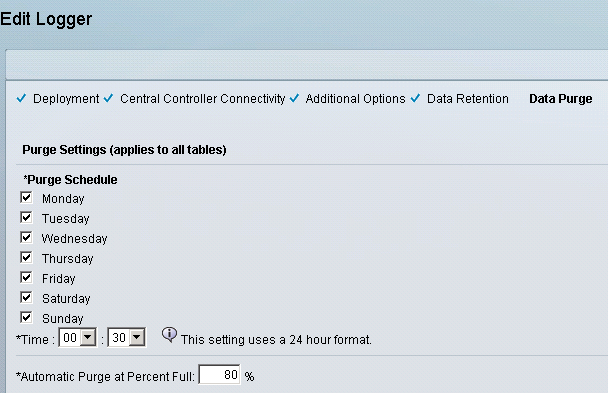 Edit Logger
Deployment Central Controller Connectivity Additional Options Data Retention Data Purge
Purge Settings (applies to all tables)
*Purge Schedule
Monday
Tuesday
Wednesday
Thursday
Friday
Saturday
Sunday
*Time : 00 : 30 This setting uses a 24 hour format.
*Automatic Purge at Percent Full: 80 %